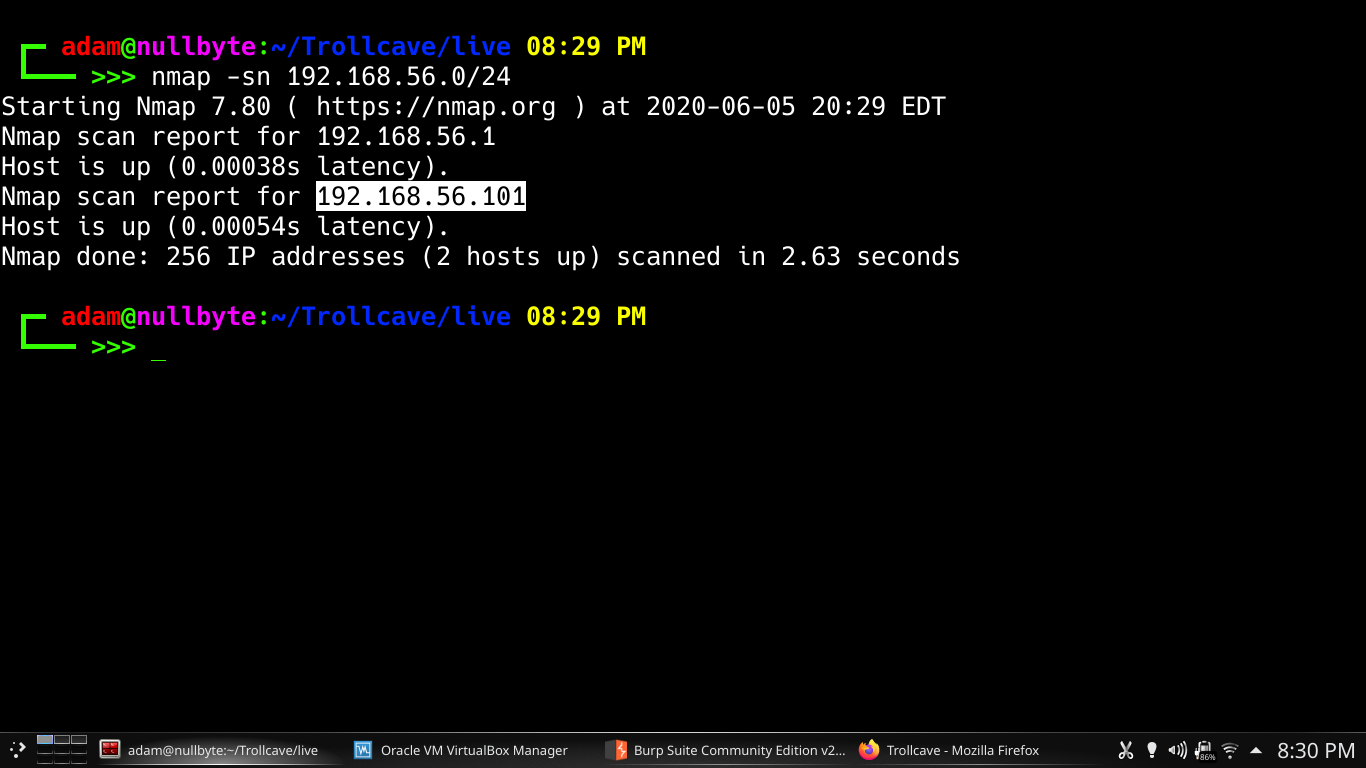 adam@nullbyte:~/Trollcave/live 08:29 PM
>>> nmap -sn 192.168.56.0/24
Starting Nmap 7.80 ( https://nmap.org ) at 2020-06-05 20:29 EDT
Nmap scan report for 192.168.56.1
Host is up (0.00038s latency).
Nmap scan report for 192.168.56.101
Host is up (0.00054s latency).
Nmap done: 256 IP addresses (2 hosts up) scanned in 2.63 seconds
adam@nullbyte:~/Trollcave/live 08:29 PM
>>> _
adam@nullbyte:~/Trollcave/live
Oracle VM VirtualBox Manager
Burp Suite Community Edition v2...
Trollcave - Mozilla Firefox
86%
8:30 PM